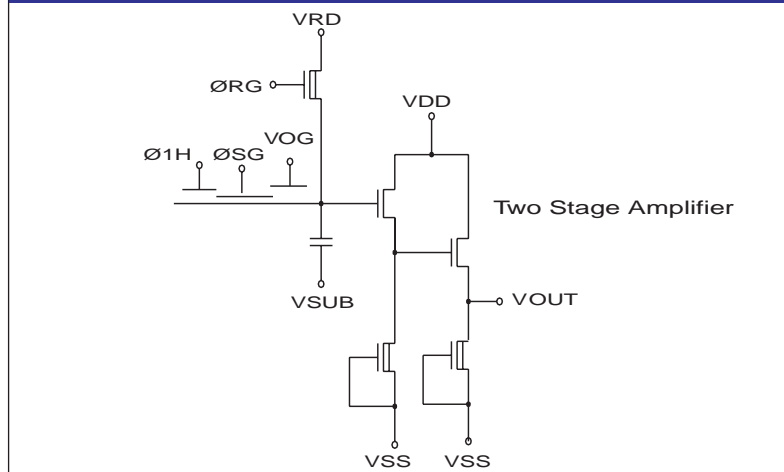 VRD
ØRG
VDD
VOG
Ø1H
ØSG
Two Stage Amplifier
VSUB
VOUT
VSS
VSS